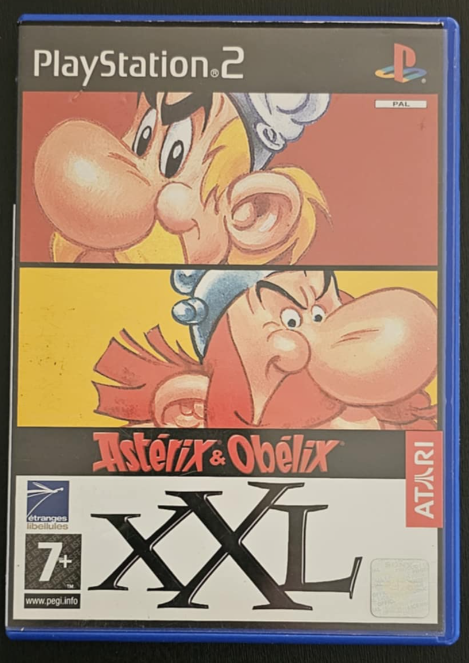 PlayStation®2
PAL
Astérix & Obélix
XXL
ATARI
étranges
libellules
7+
www.pegi.info